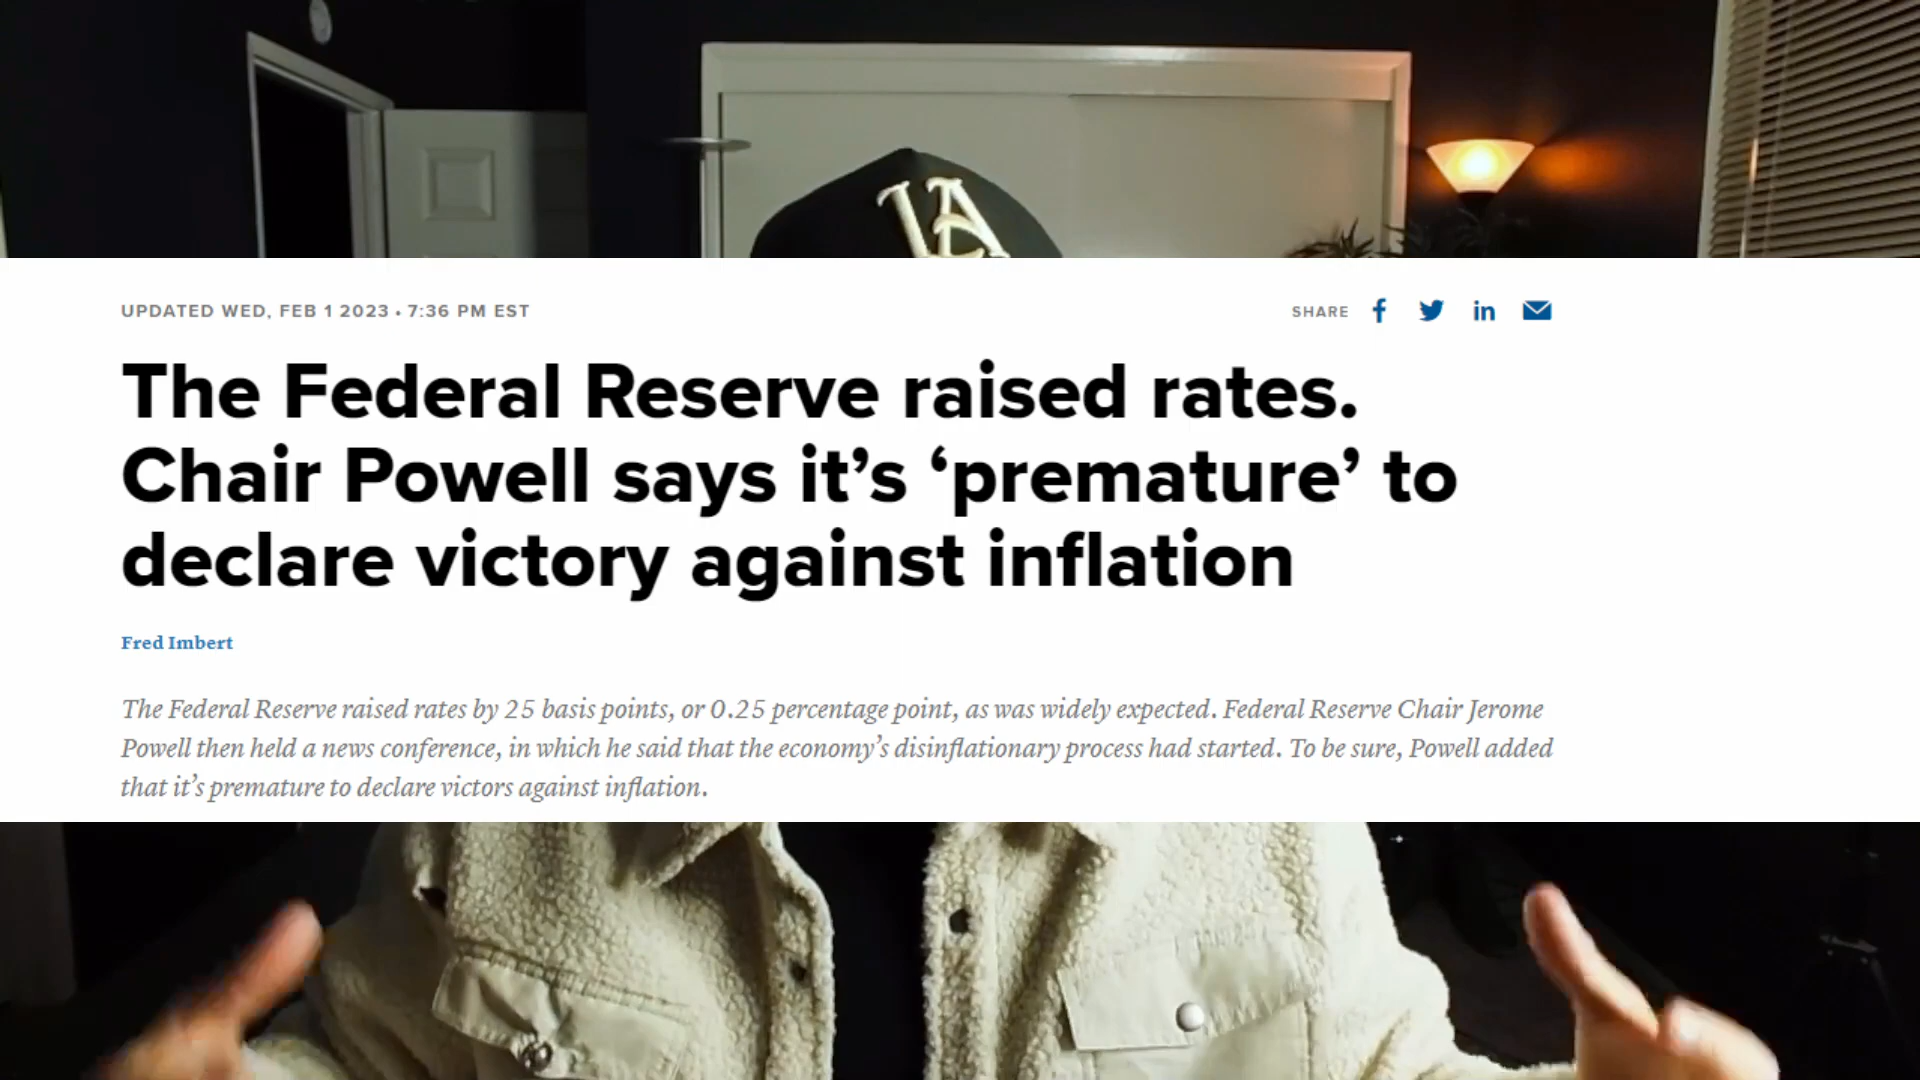 LA
UPDATED WED, FEB 1 2023 • 7:36 PM EST
SHARE
The Federal Reserve raised rates.
Chair Powell says it’s ‘premature’ to
declare victory against inflation
Fred Imbert
The Federal Reserve raised rates by 25 basis points, or 0.25 percentage point, as was widely expected. Federal Reserve Chair Jerome
Powell then held a news conference, in which he said that the economy’s disinflationary process had started. To be sure, Powell added
that it’s premature to declare victors against inflation.